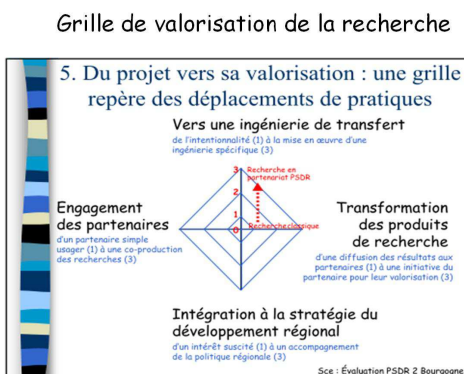 Grille de valorisation de la recherche
5. Du projet vers sa valorisation : une grille
repère des déplacements de pratiques
Vers une ingénierie de transfert
de l'intentionnalité (1) à la mise en œuvre d'une
ingénierie spécifique (3)
3
Recherche en
partenariat PSDR
2
1
0
Recherche classique
Engagement
des partenaires
d'un partenaire simple
usager (1) à une co-production
des recherches (3)
Transformation
des produits
de recherche
d'une diffusion des résultats aux
partenaires (1) à une initiative du
partenaire pour leur valorisation (3)
Intégration à la stratégie du
développement régional
d'un intérêt suscité (1) à un accompagnement
de la politique régionale (3)
Sce : Évaluation PSDR 2 Bourgogne